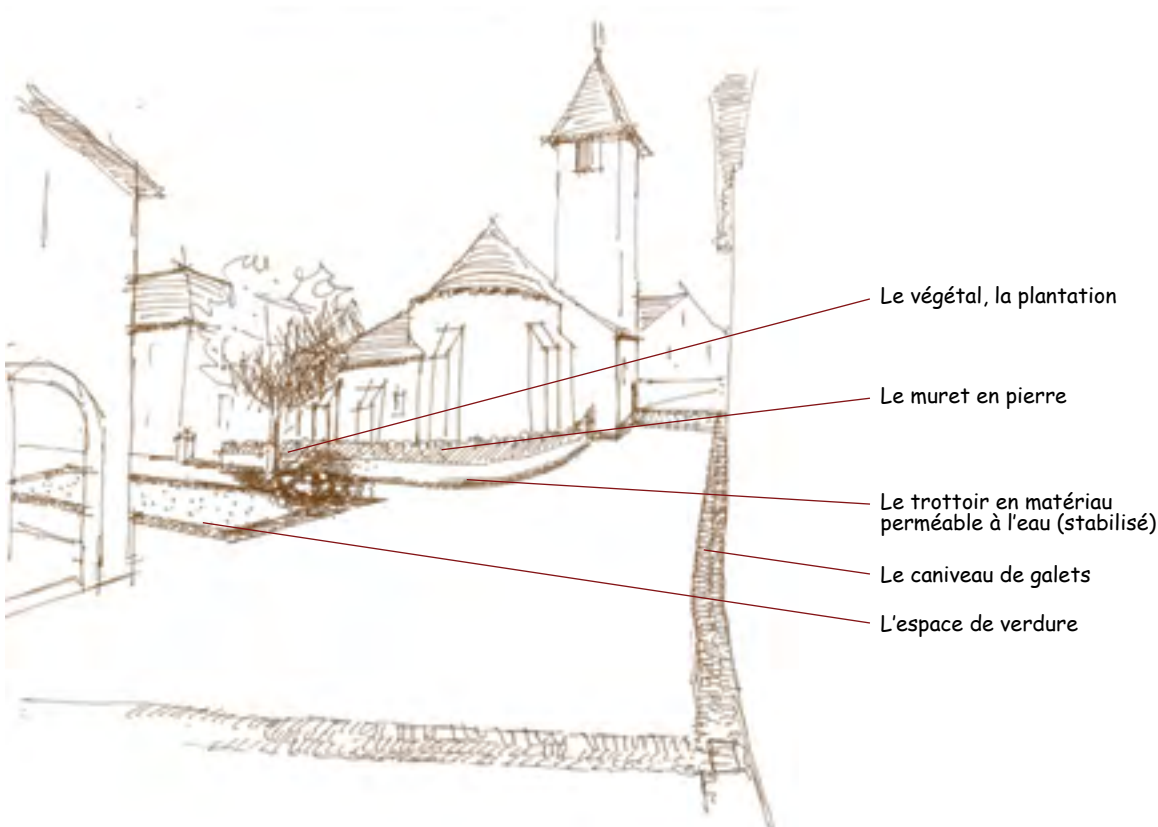 Le végétal, la plantation
Le muret en pierre
Le trottoir en matériau
perméable à l'eau (stabilisé)
Le caniveau de galets
L'espace de verdure